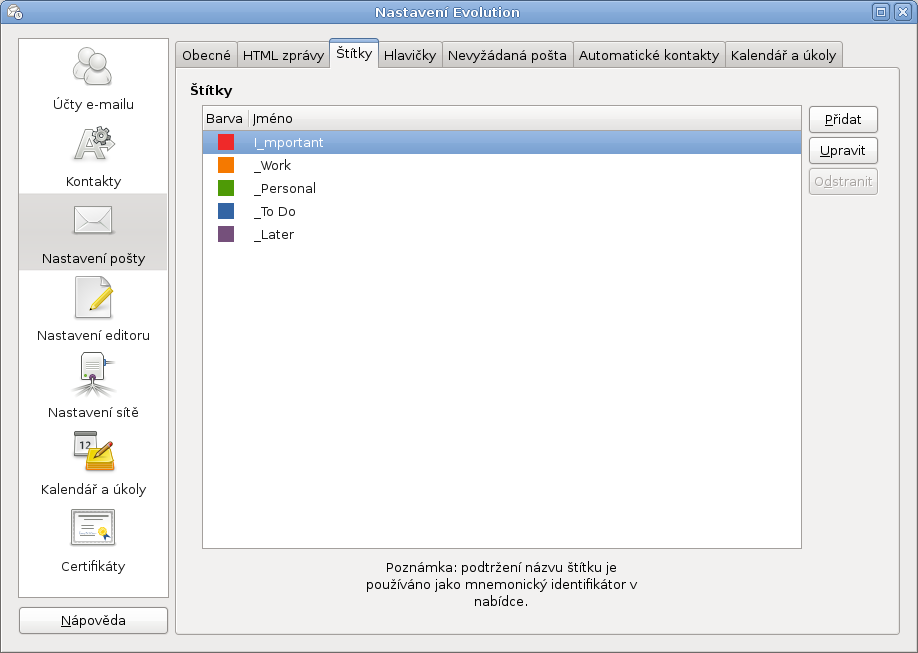 Nastavení Evolution
Účty e-mailu
Kontakty
Nastavení pošty
Nastavení editoru
Nastavení sítě
12
Kalendář a úkoly
Certifikáty
Nápověda
Obecné HTML zprávy Štítky Hlavičky Nevyžádaná pošta Automatické kontakty Kalendář a úkoly
Štítky
Barva Jméno
I_mportant
_Work
_Personal
_To Do
_Later
Přidat
Upravit
Odstranit
Poznámka: podtržení názvu štítku je
používáno jako mnemonický identifikátor v
nabídce.